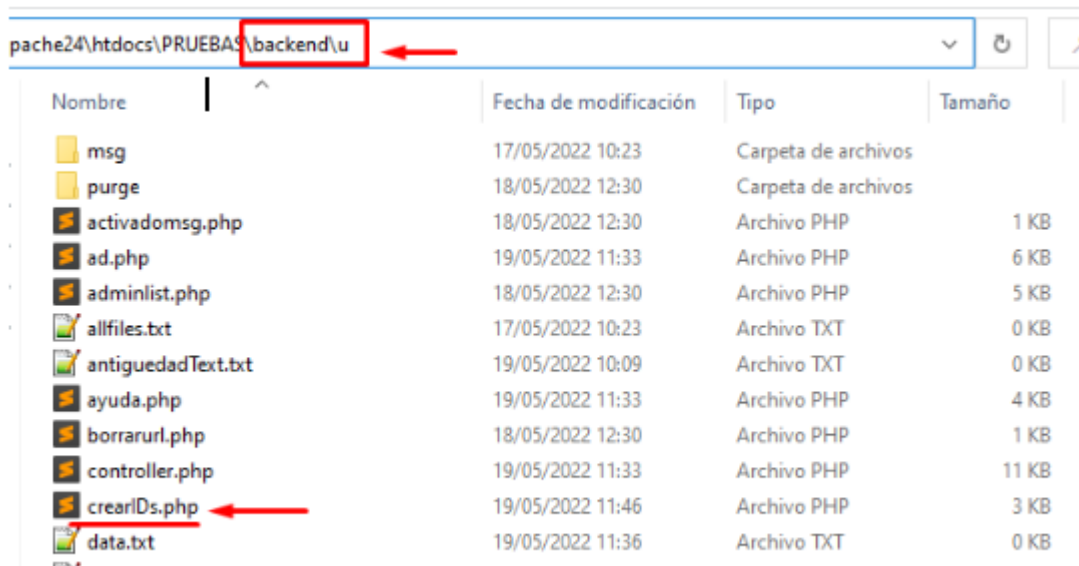 pache24\htdocs\PRUEBAS\backend\u
Nombre Fecha de modificación Tipo Tamaño
msg 17/05/2022 10:23 Carpeta de archivos
purge 18/05/2022 12:30 Carpeta de archivos
activadomsg.php 18/05/2022 12:30 Archivo PHP 1 KB
ad.php 19/05/2022 11:33 Archivo PHP 6 KB
adminlist.php 18/05/2022 12:30 Archivo PHP 5 KB
allfiles.txt 17/05/2022 10:23 Archivo TXT 0 KB
antiguedadText.txt 19/05/2022 10:09 Archivo TXT 0 KB
ayuda.php 19/05/2022 11:33 Archivo PHP 4 KB
borrarurl.php 18/05/2022 12:30 Archivo PHP 1 KB
controller.php 19/05/2022 11:33 Archivo PHP 11 KB
crearIDs.php 19/05/2022 11:46 Archivo PHP 3 KB
data.txt 19/05/2022 11:36 Archivo TXT 0 KB